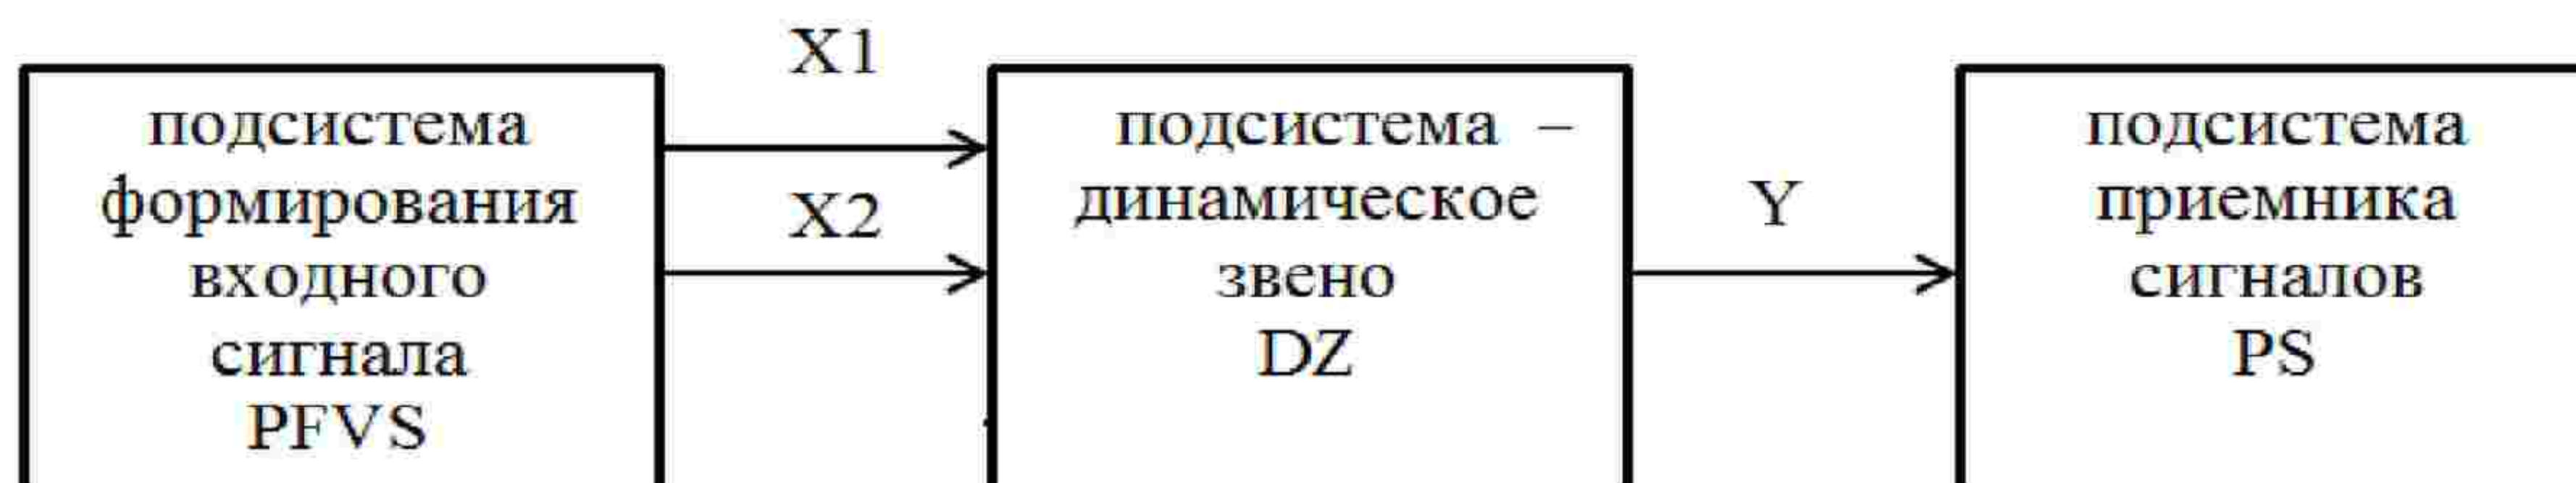 подсистема
формирования
входного
сигнала
PFVS
X1
X2
подсистема –
динамическое
звено
DZ
Y
подсистема
приемника
сигналов
PS